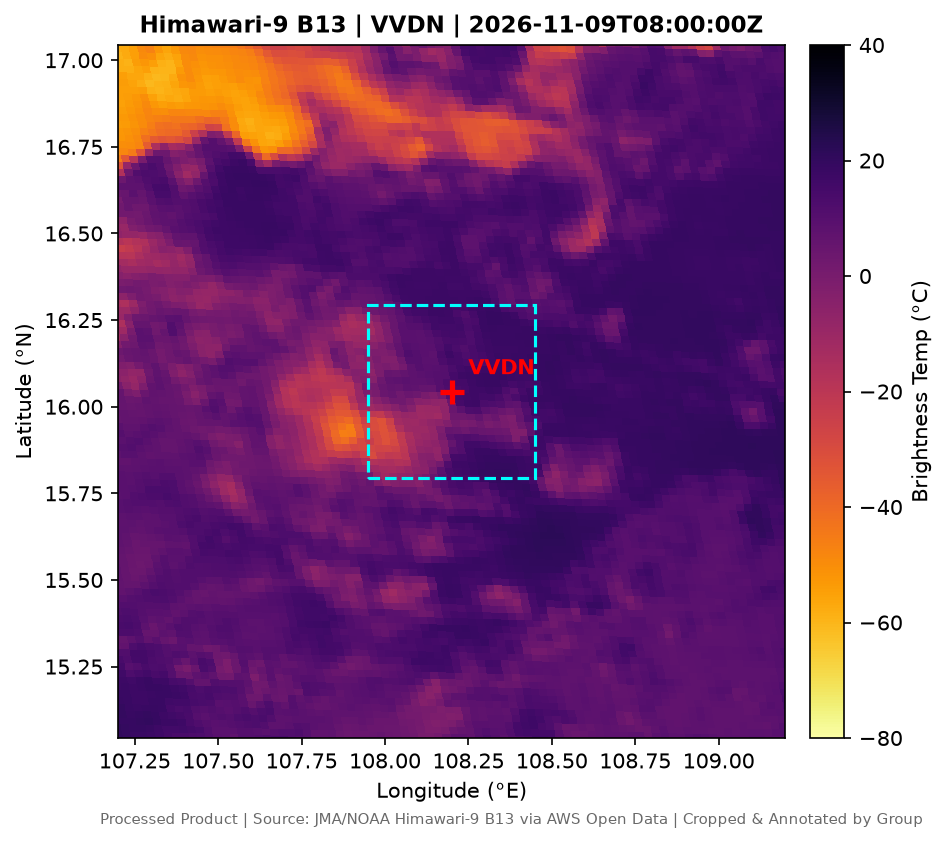 Himawari-9 B13 | VVDN | 2026-11-09T08:00:00Z
17.00
16.75
16.50
16.25
16.00
15.75
15.50
15.25
Latitude (°N)
VVDN
107.25 107.50 107.75 108.00 108.25 108.50 108.75 109.00
Longitude (°E)
40
20
0
−20
−40
−60
−80
Brightness Temp (°C)
Processed Product | Source: JMA/NOAA Himawari-9 B13 via AWS Open Data | Cropped & Annotated by Group